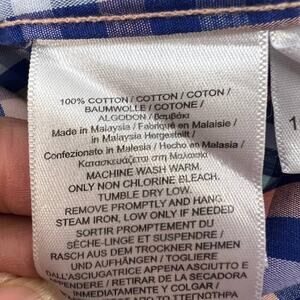 100% COTTON / COTTON / COTON /
BAUMWOLLE / COTONE /
ALGODON / Βαμβάκι
Made in Malaysia / Fabriqué en Malaisie /
in Malaysia Hergestellt /
Confezionato in Malesia / Hecho en Malasia /
Κατασκευάζεται στη Μαλαισία
MACHINE WASH WARM,
ONLY NON CHLORINE BLEACH,
TUMBLE DRY LOW.
REMOVE PROMPTLY AND HANG
STEAM IRON, LOW ONLY IF NEEDED
SORTIR PROMPTEMENT DU
SÈCHE-LINGE ET SUSPENDRE /
RASCH AUS DEM TROCKNER NEHMEN
UND AUFHÄNGEN / TOGLIERE
DALL'ASCIUGATRICE APPENA ASCIUTTO E
APPENDERE / RETIRAR DE LA SECADORA
INMEDIATAMENTE Y COLGAR /